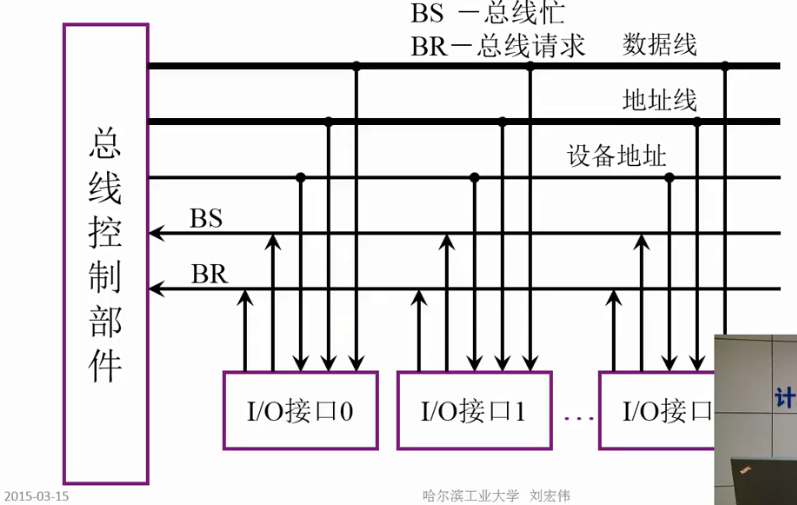 BS －总线忙
BR－总线请求
数据线
地址线
设备地址
BS
BR
总线控制部件
I/O接口0
I/O接口1
…
I/O接口
计
2015-03-15
哈尔滨工业大学 刘宏伟